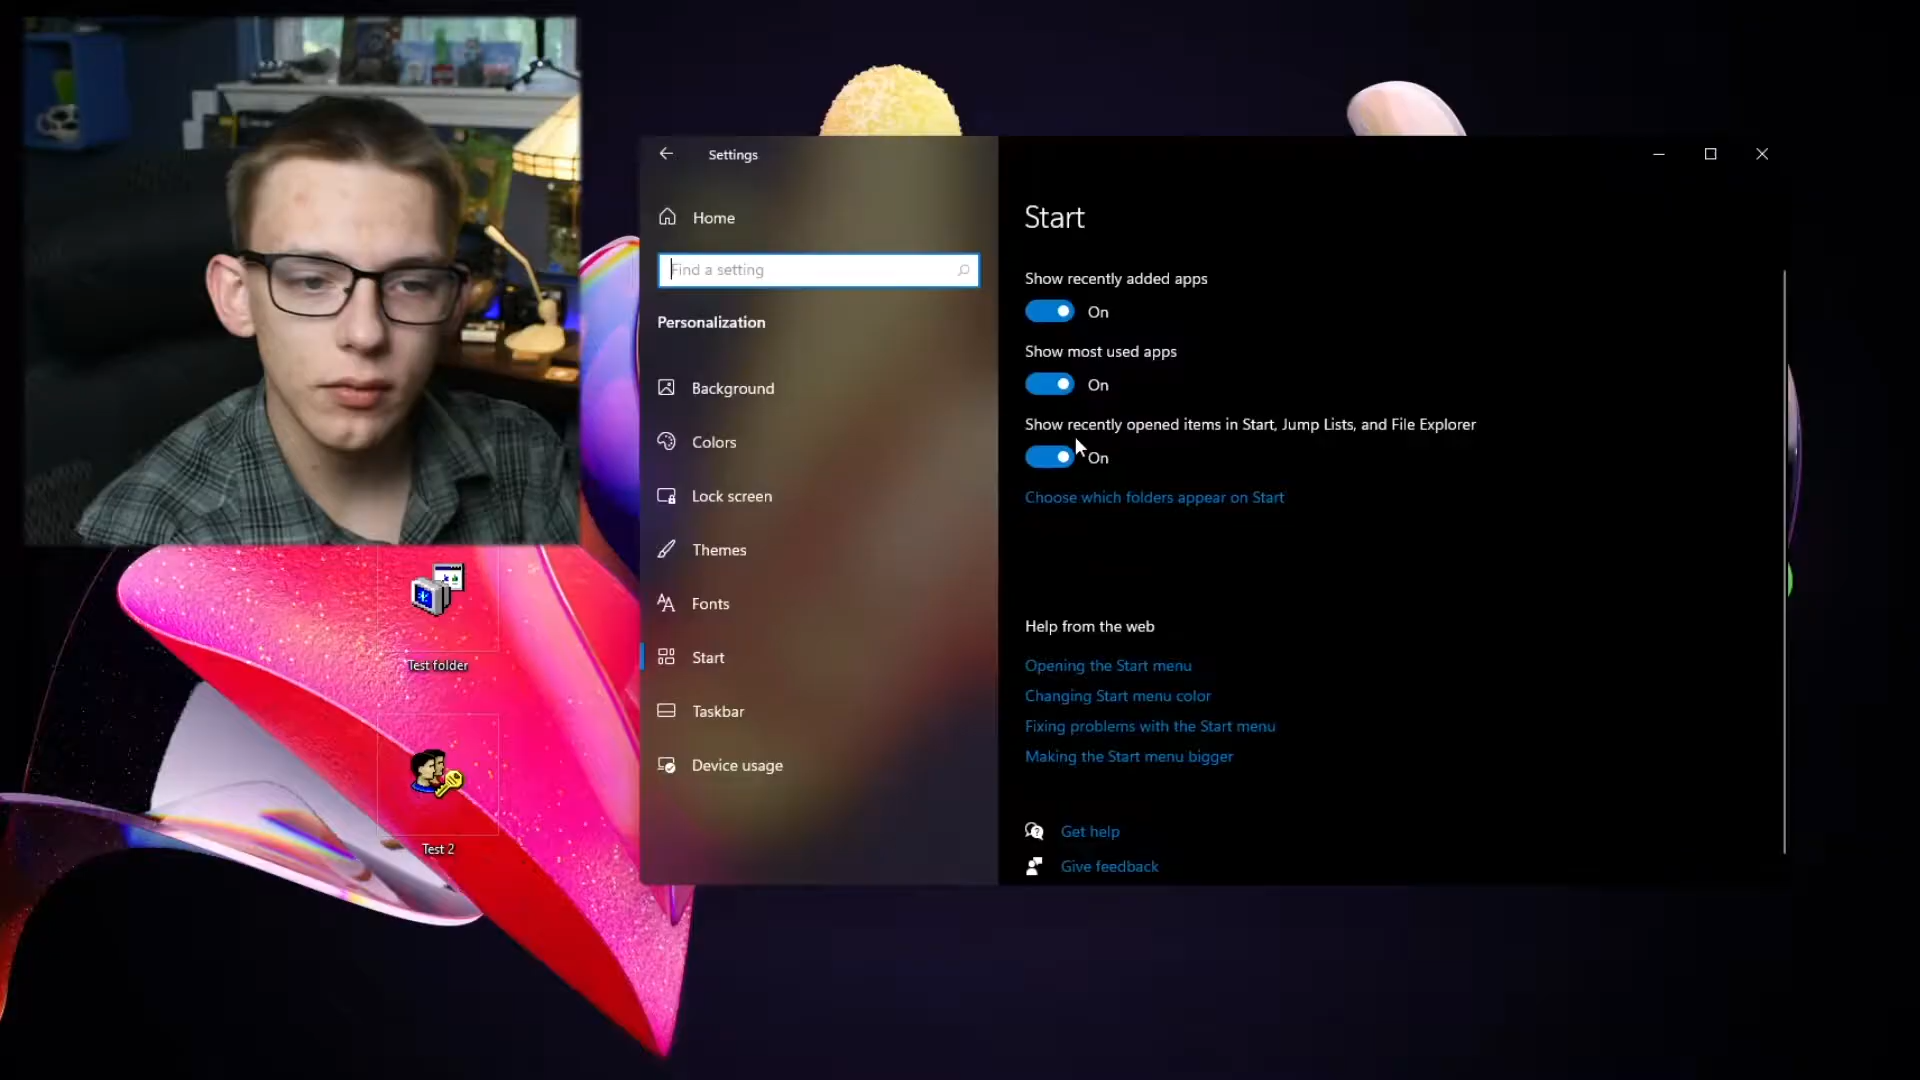 Settings
Home
Find a setting
Personalization
Background
Colors
Lock screen
Themes
Fonts
Start
Taskbar
Device usage
Start
Show recently added apps
On
Show most used apps
On
Show recently opened items in Start, Jump Lists, and File Explorer
On
Choose which folders appear on Start
Help from the web
Opening the Start menu
Changing Start menu color
Fixing problems with the Start menu
Making the Start menu bigger
Get help
Give feedback
Test folder
Test 2